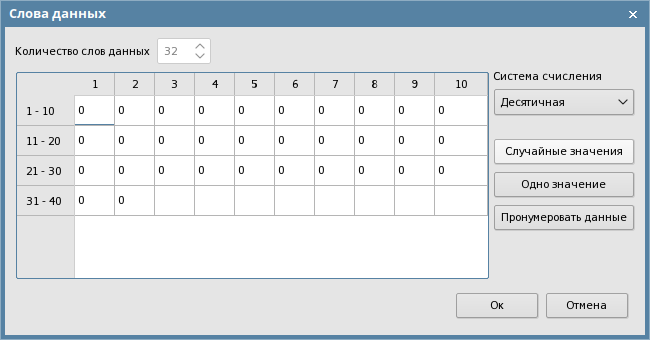 Слова данных
Количество слов данных 32
Система счисления
1 2 3 4 5 6 7 8 9 10
Десятичная
1 - 10 0 0 0 0 0 0 0 0 0 0
11 - 20 0 0 0 0 0 0 0 0 0 0
Случайные значения
21 - 30 0 0 0 0 0 0 0 0 0 0
Одно значение
31 - 40 0 0
Пронумеровать данные
Ок Отмена